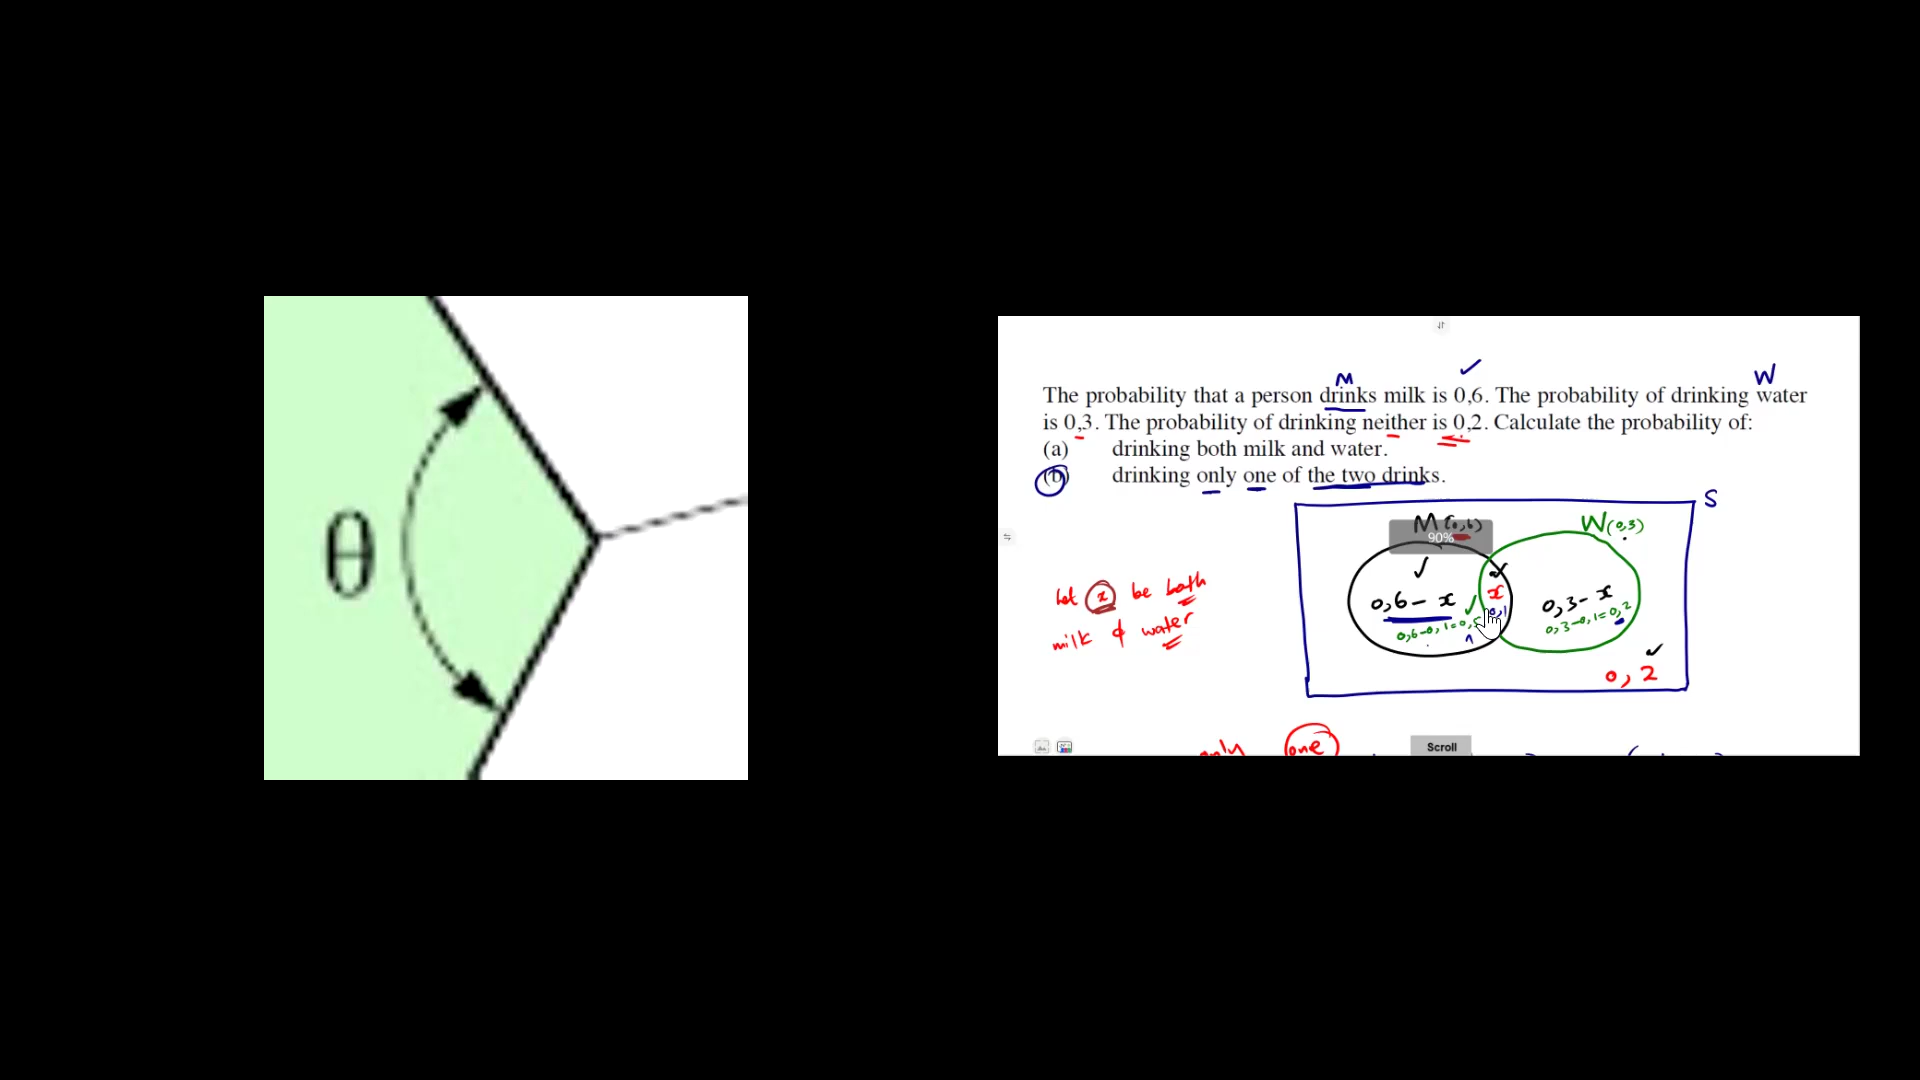 θ
M
W
The probability that a person drinks milk is 0,6. The probability of drinking water
is 0,3. The probability of drinking neither is 0,2. Calculate the probability of:
(a) drinking both milk and water.
(b) drinking only one of the two drinks.
S
M (0,6)
W(0,3)
90%
let x be both
milk & water
0,6 - x
x
0,3 - x
0,6-0,1=0,5
0,1
0,3-0,1=0,2
0,2
only one
Scroll